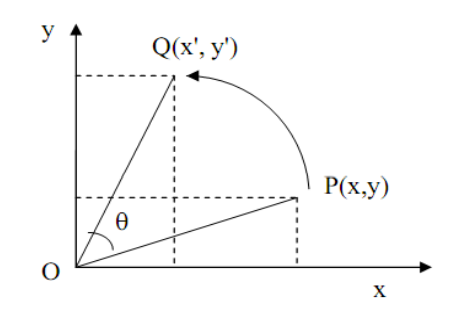 y
Q(x', y')
P(x,y)
θ
O
x